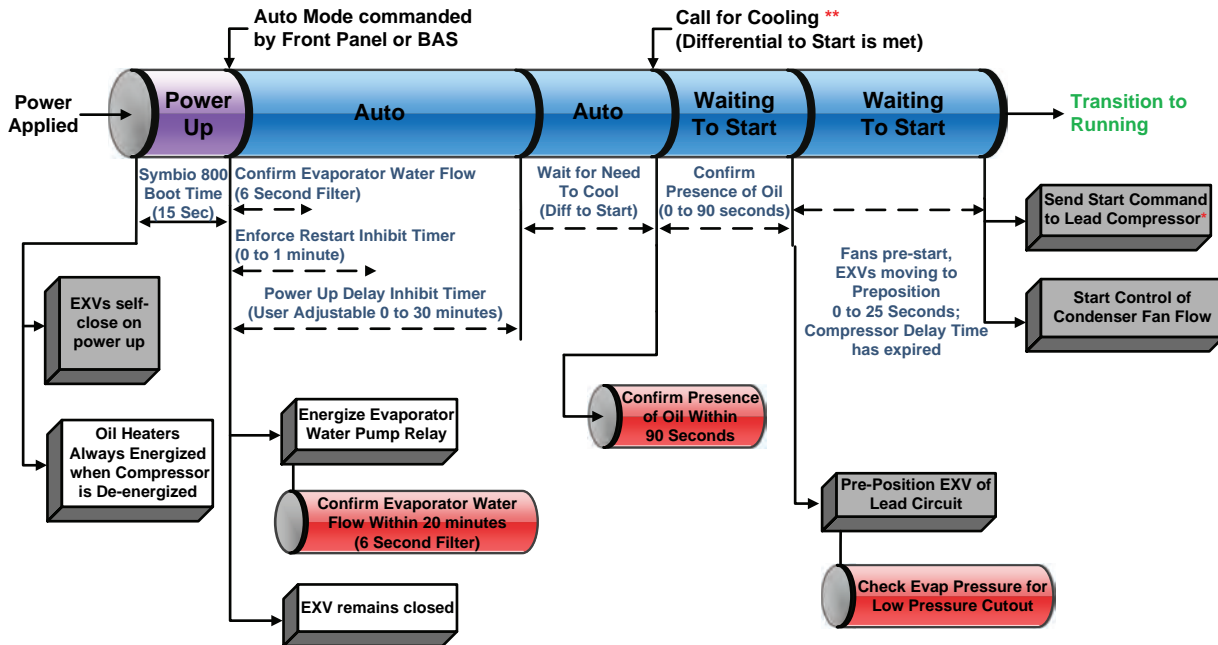 Auto Mode commanded
by Front Panel or BAS
Call for Cooling **
(Differential to Start is met)
Power
Applied
Power
Up
Auto
Auto
Waiting
To Start
Waiting
To Start
Transition to
Running
Symbio 800
Boot Time
(15 Sec)
Confirm Evaporator Water Flow
(6 Second Filter)
Enforce Restart Inhibit Timer
(0 to 1 minute)
Power Up Delay Inhibit Timer
(User Adjustable 0 to 30 minutes)
Wait for Need
To Cool
(Diff to Start)
Confirm
Presence of Oil
(0 to 90 seconds)
Fans pre-start,
EXVs moving to
Preposition
0 to 25 Seconds;
Compressor Delay Time
has expired
Send Start Command
to Lead Compressor*
Start Control of
Condenser Fan Flow
EXVs self-
close on
power up
Oil Heaters
Always Energized
when Compressor
is De-energized
Energize Evaporator
Water Pump Relay
Confirm Evaporator Water
Flow Within 20 minutes
(6 Second Filter)
EXV remains closed
Confirm Presence
of Oil Within
90 Seconds
Pre-Position EXV of
Lead Circuit
Check Evap Pressure for
Low Pressure Cutout